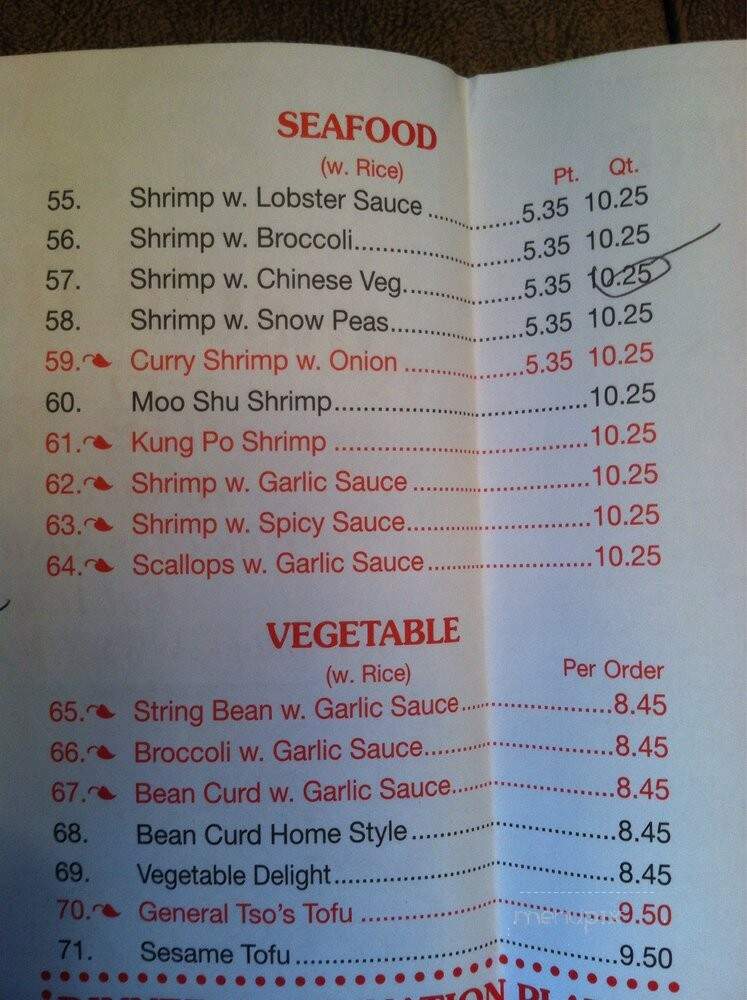 SEAFOOD
(w. Rice)
Pt. Qt.
55. Shrimp w. Lobster Sauce ........5.35 10.25
56. Shrimp w. Broccoli........5.35 10.25
57. Shrimp w. Chinese Veg........5.35 10.25
58. Shrimp w. Snow Peas........5.35 10.25
59. Curry Shrimp w. Onion ........5.35 10.25
60. Moo Shu Shrimp........10.25
61. Kung Po Shrimp ........10.25
62. Shrimp w. Garlic Sauce ........10.25
63. Shrimp w. Spicy Sauce........10.25
64. Scallops w. Garlic Sauce........10.25
VEGETABLE
(w. Rice)
Per Order
65. String Bean w. Garlic Sauce........8.45
66. Broccoli w. Garlic Sauce........8.45
67. Bean Curd w. Garlic Sauce........8.45
68. Bean Curd Home Style........8.45
69. Vegetable Delight........8.45
70. General Tso's Tofu ........9.50
71. Sesame Tofu........9.50